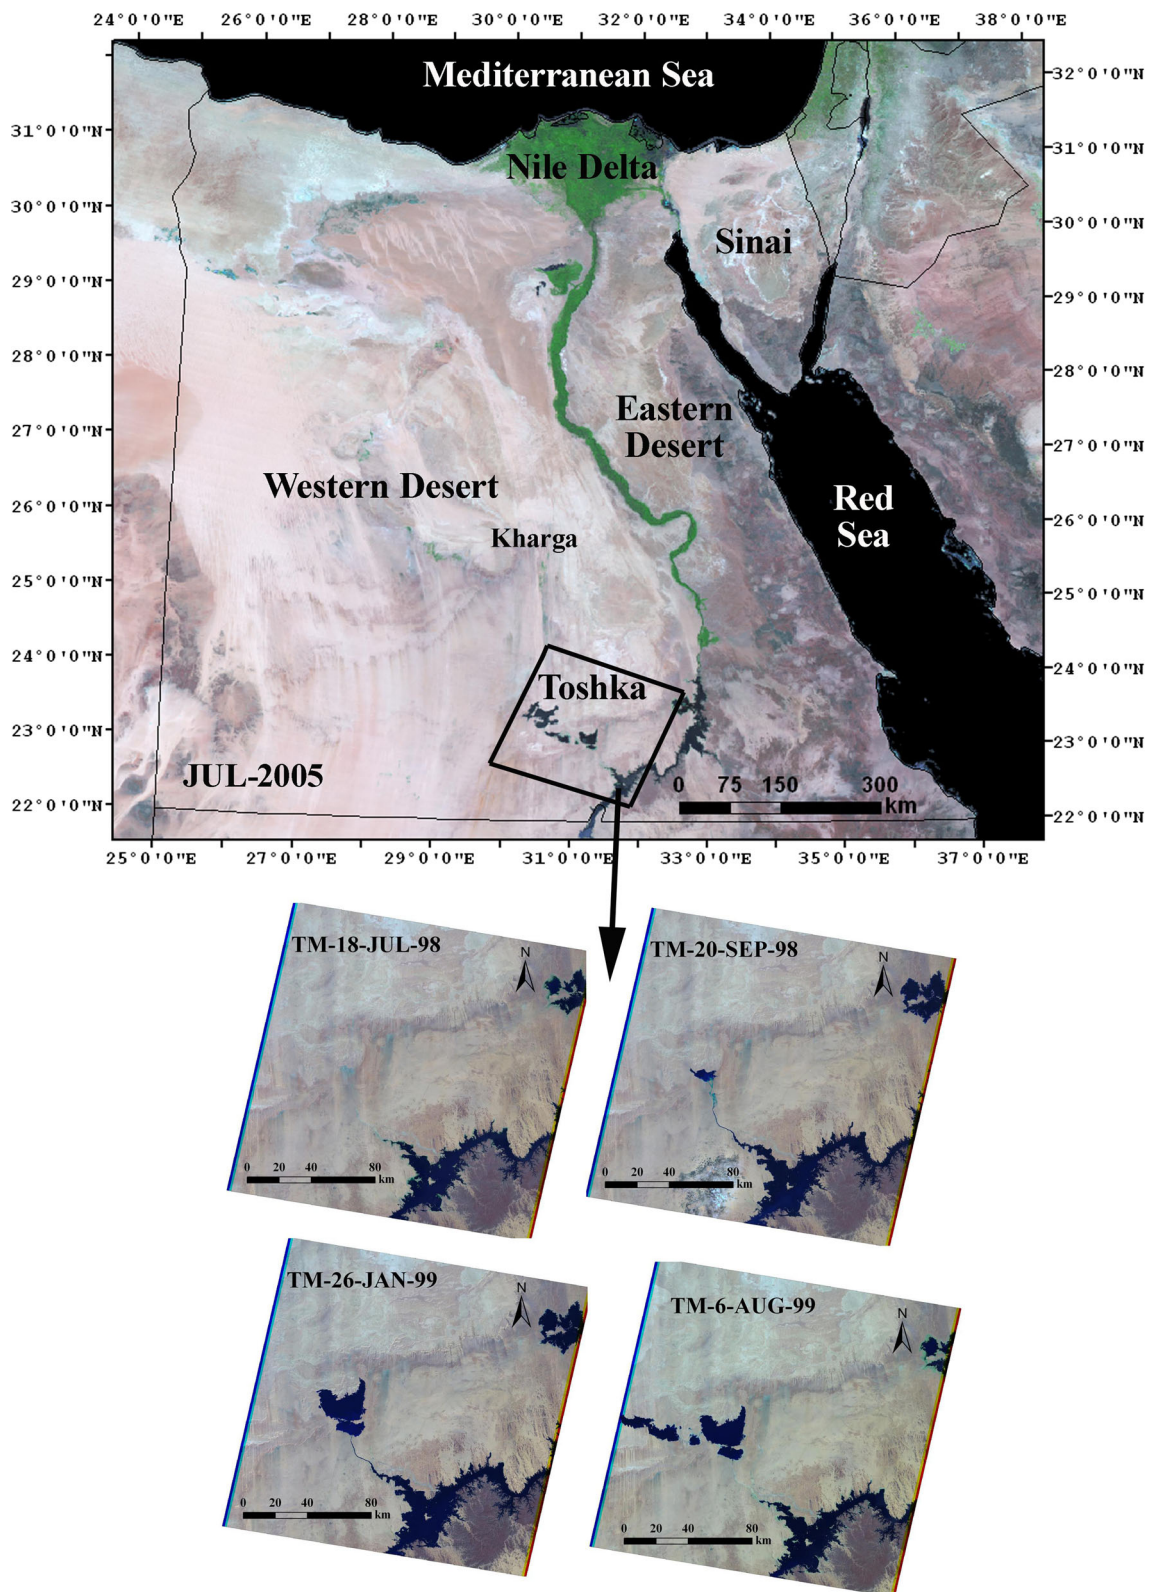 24°0'0"E 26°0'0"E 28°0'0"E 30°0'0"E 32°0'0"E 34°0'0"E 36°0'0"E 38°0'0"E
Mediterranean Sea
32°0'0"N
31°0'0"N
31°0'0"N
Nile Delta
30°0'0"N
30°0'0"N
Sinai
29°0'0"N
29°0'0"N
28°0'0"N
28°0'0"N
Eastern
Desert
27°0'0"N
27°0'0"N
Western Desert
Red
Sea
26°0'0"N
26°0'0"N
Kharga
25°0'0"N
25°0'0"N
24°0'0"N
24°0'0"N
Toshka
23°0'0"N
23°0'0"N
JUL-2005
0 75 150 300
km
22°0'0"N
22°0'0"N
25°0'0"E 27°0'0"E 29°0'0"E 31°0'0"E 33°0'0"E 35°0'0"E 37°0'0"E
TM-18-JUL-98
N
0 20 40 80
km
TM-20-SEP-98
N
0 20 40 80
km
TM-26-JAN-99
N
0 20 40 80
km
TM-6-AUG-99
N
0 20 40 80
km